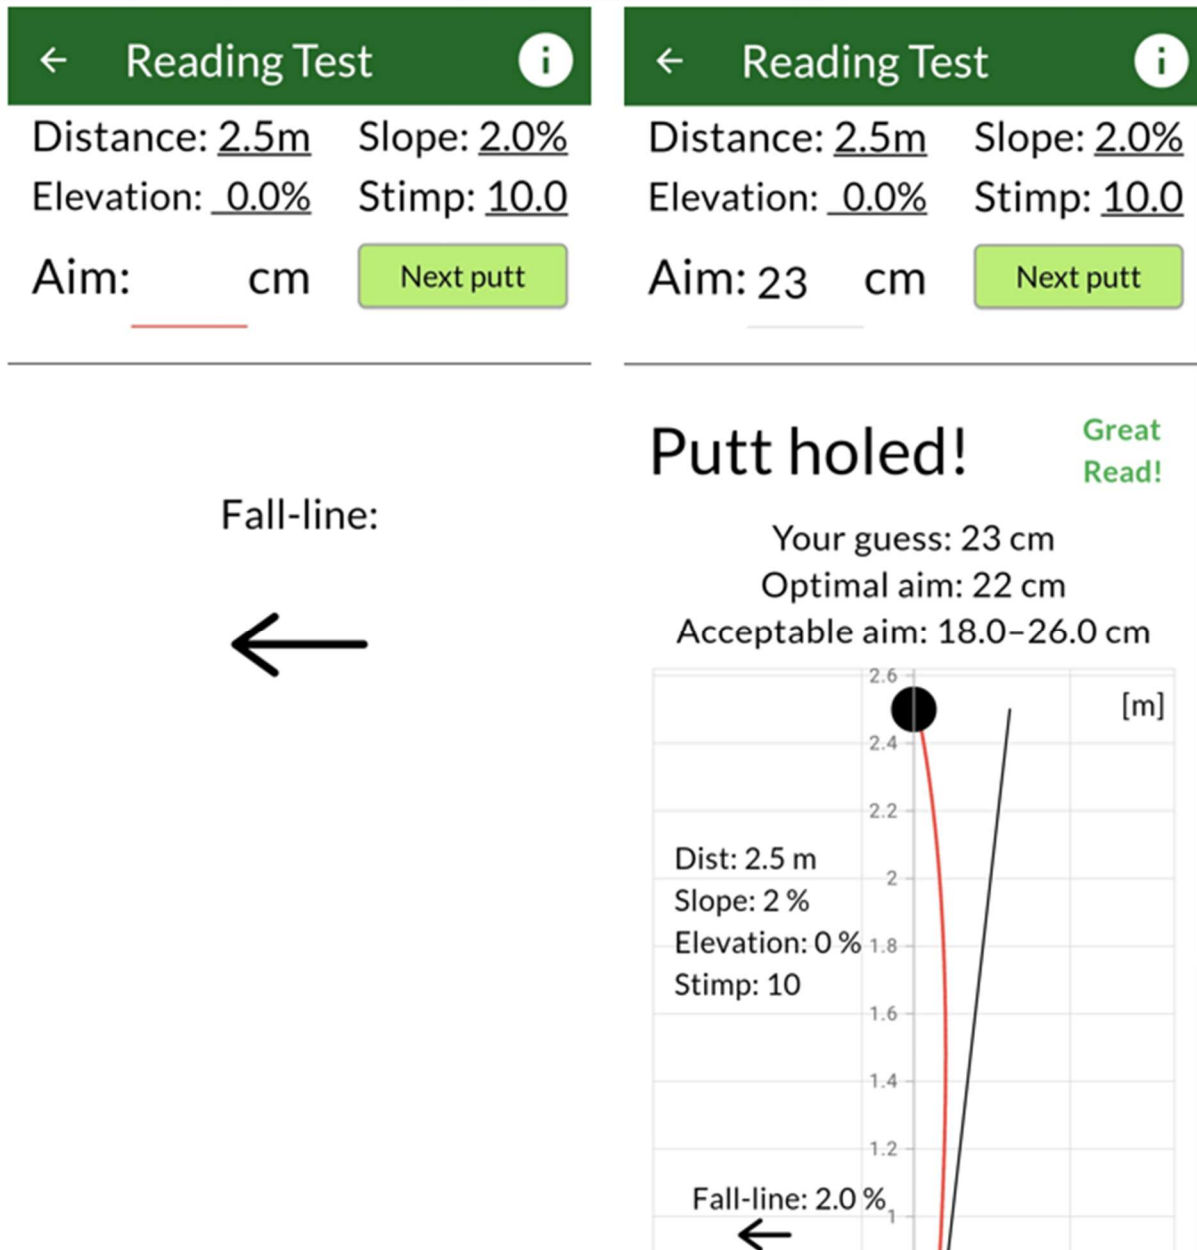 Reading Test
Distance: 2.5m Slope: 2.0%
Elevation: 0.0% Stimp: 10.0
Aim: cm Next putt
Fall-line:
Reading Test
Distance: 2.5m Slope: 2.0%
Elevation: 0.0% Stimp: 10.0
Aim: 23 cm Next putt
Putt holed!
Great
Read!
Your guess: 23 cm
Optimal aim: 22 cm
Acceptable aim: 18.0–26.0 cm
2.6
[m]
2.4
2.2
Dist: 2.5 m
2
Slope: 2 %
Elevation: 0 % 1.8
Stimp: 10
1.6
1.4
1.2
Fall-line: 2.0 %
1